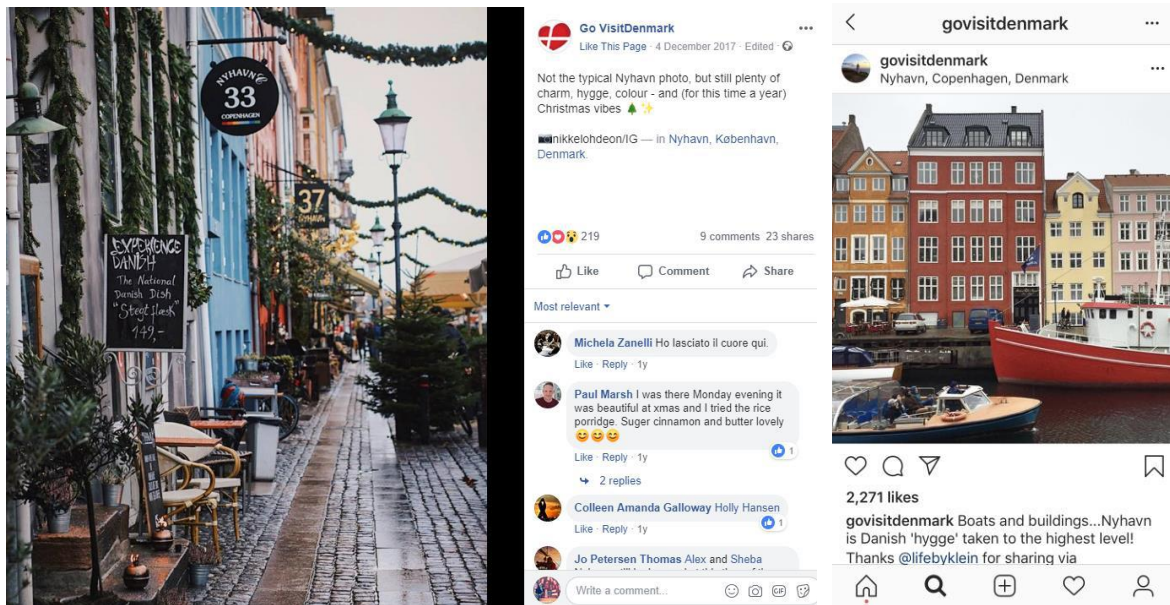 NYHAVN C
33
COPENHAGEN
37
NYHAVN
EXPERIENCE
DANISH
The National
Danish Dish
"Stegt flæsk"
149,-
Go VisitDenmark
Like This Page · 4 December 2017 · Edited ·
Not the typical Nyhavn photo, but still plenty of
charm, hygge, colour - and (for this time a year)
Christmas vibes 🎄✨
📷nikkelohdeon/IG — in Nyhavn, København,
Denmark.
219
9 comments 23 shares
Like Comment Share
Most relevant
Michela Zanelli Ho lasciato il cuore qui.
Like · Reply · 1y
Paul Marsh I was there Monday evening it
was beautiful at xmas and I tried the rice
porridge. Suger cinnamon and butter lovely
😊😊😊
1
Like · Reply · 1y
2 replies
Colleen Amanda Galloway Holly Hansen
1
Like · Reply · 1y
Jo Petersen Thomas Alex and Sheba
Write a comment...
GIF
govisitdenmark
govisitdenmark
Nyhavn, Copenhagen, Denmark
2,271 likes
govisitdenmark Boats and buildings...Nyhavn
is Danish 'hygge' taken to the highest level!
Thanks @lifebyklein for sharing via